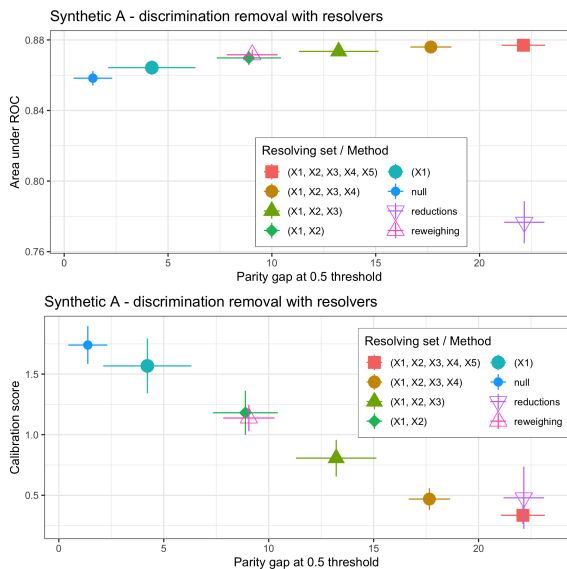 Synthetic A - discrimination removal with resolvers
0.88
0.84
0.80
0.76
Area under ROC
Resolving set / Method
(X1, X2, X3, X4, X5)
(X1, X2, X3, X4)
(X1, X2, X3)
(X1, X2)
(X1)
null
reductions
reweighing
0 5 10 15 20
Parity gap at 0.5 threshold
Synthetic A - discrimination removal with resolvers
1.5
1.0
0.5
Calibration score
Resolving set / Method
(X1, X2, X3, X4, X5)
(X1, X2, X3, X4)
(X1, X2, X3)
(X1, X2)
(X1)
null
reductions
reweighing
0 5 10 15 20
Parity gap at 0.5 threshold